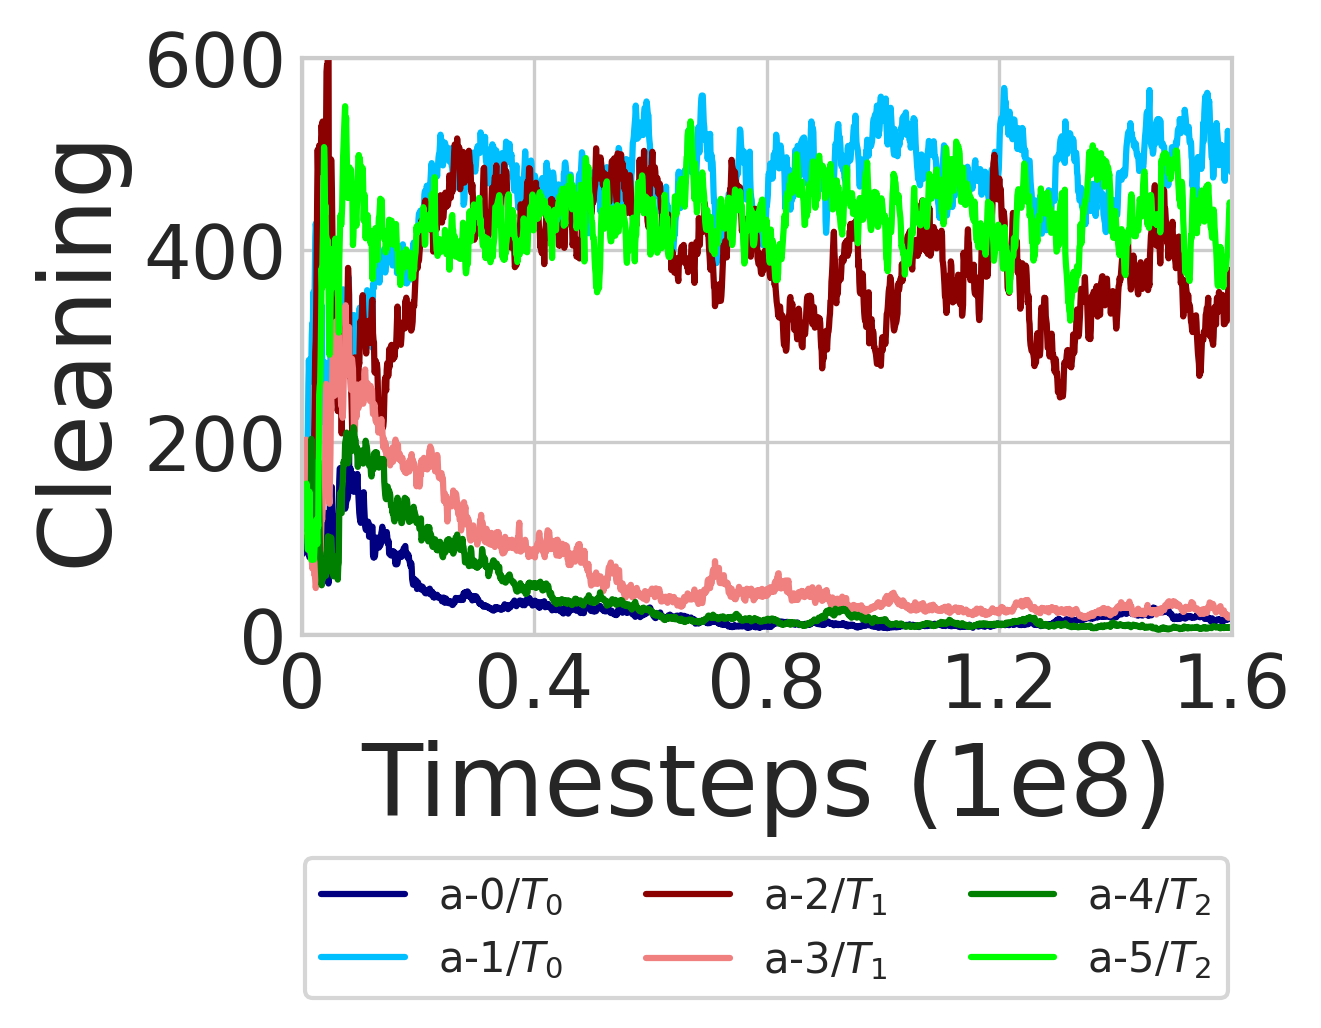 600
400
200
0
Cleaning
0 0.4 0.8 1.2 1.6
Timesteps (1e8)
a-0/T₀ a-2/T₁ a-4/T₂
a-1/T₀ a-3/T₁ a-5/T₂